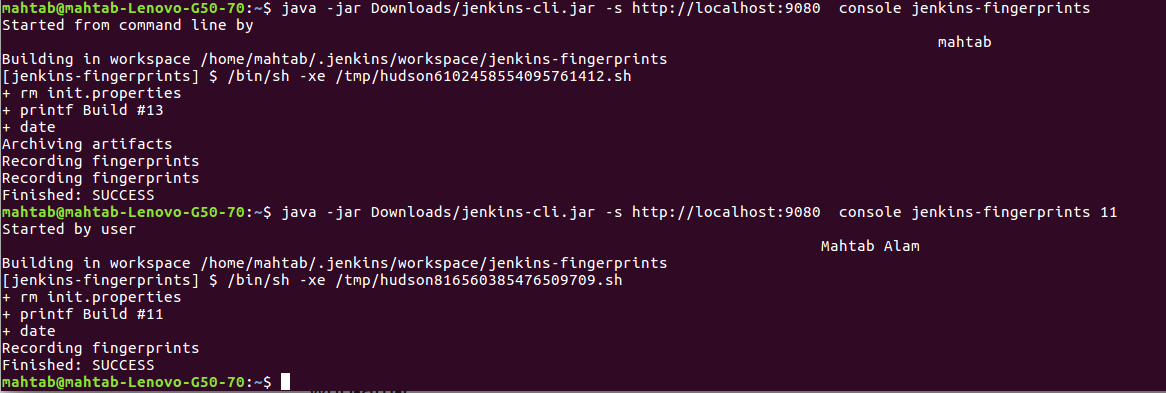 mahtab@mahtab-Lenovo-G50-70:~$ java -jar Downloads/jenkins-cli.jar -s http://localhost:9080  console jenkins-fingerprints
Started from command line by
mahtab
Building in workspace /home/mahtab/.jenkins/workspace/jenkins-fingerprints
[jenkins-fingerprints] $ /bin/sh -xe /tmp/hudson6102458554095761412.sh
+ rm init.properties
+ printf Build #13
+ date
Archiving artifacts
Recording fingerprints
Recording fingerprints
Finished: SUCCESS
mahtab@mahtab-Lenovo-G50-70:~$ java -jar Downloads/jenkins-cli.jar -s http://localhost:9080  console jenkins-fingerprints 11
Started by user
Mahtab Alam
Building in workspace /home/mahtab/.jenkins/workspace/jenkins-fingerprints
[jenkins-fingerprints] $ /bin/sh -xe /tmp/hudson816560385476509709.sh
+ rm init.properties
+ printf Build #11
+ date
Recording fingerprints
Finished: SUCCESS
mahtab@mahtab-Lenovo-G50-70:~$